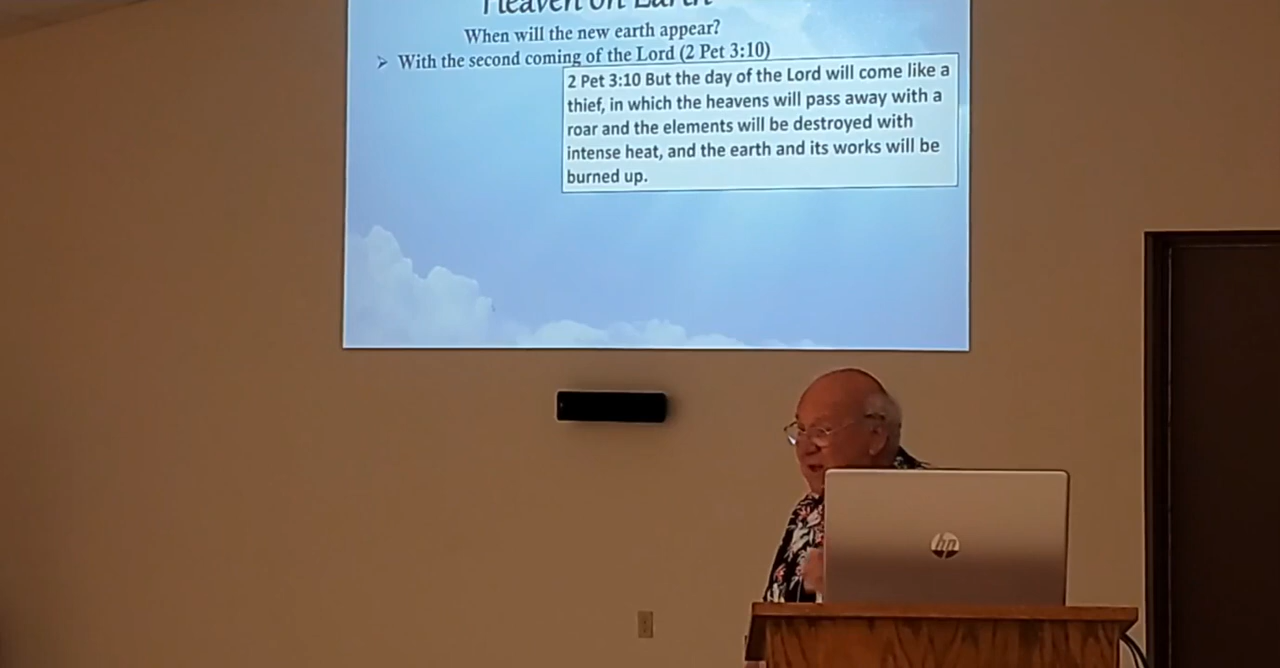 Heaven on Earth
When will the new earth appear?
➢ With the second coming of the Lord (2 Pet 3:10)
2 Pet 3:10 But the day of the Lord will come like a
thief, in which the heavens will pass away with a
roar and the elements will be destroyed with
intense heat, and the earth and its works will be
burned up.
hp